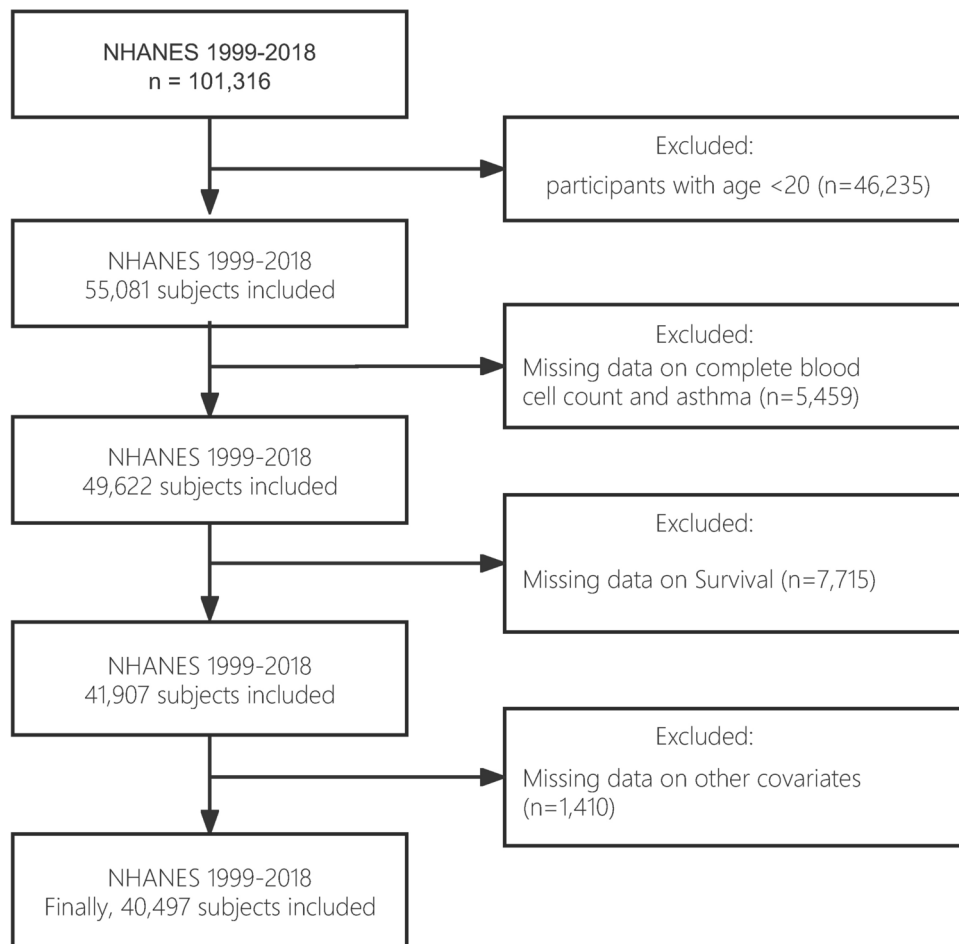 NHANES 1999-2018
n = 101,316
Excluded:
participants with age <20 (n=46,235)
NHANES 1999-2018
55,081 subjects included
Excluded:
Missing data on complete blood
cell count and asthma (n=5,459)
NHANES 1999-2018
49,622 subjects included
Excluded:
Missing data on Survival (n=7,715)
NHANES 1999-2018
41,907 subjects included
Excluded:
Missing data on other covariates
(n=1,410)
NHANES 1999-2018
Finally, 40,497 subjects included